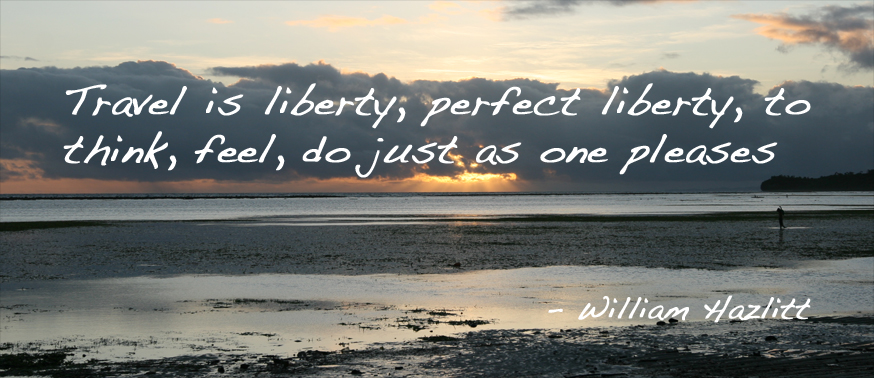 Travel is liberty, perfect liberty, to
think, feel, do just as one pleases
- William Hazlitt